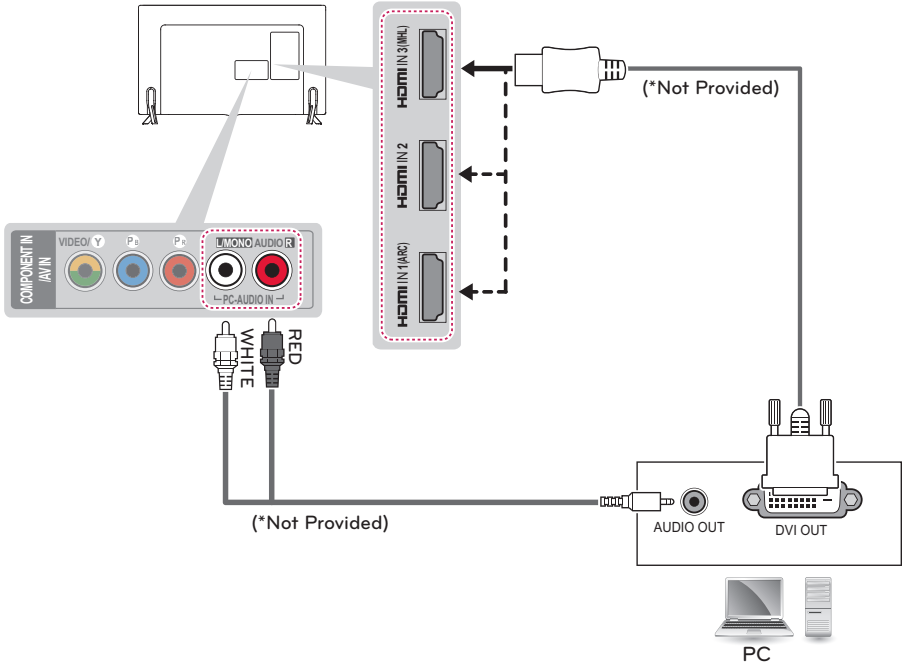 HDMI IN 3(MHL)
(*Not Provided)
HDMI IN 2
HDMI IN 1(ARC)
COMPONENT IN
/AV IN
VIDEO/ Y
PB
PR
L/MONO AUDIO R
PC-AUDIO IN
WHITE
RED
(*Not Provided)
AUDIO OUT
DVI OUT
PC